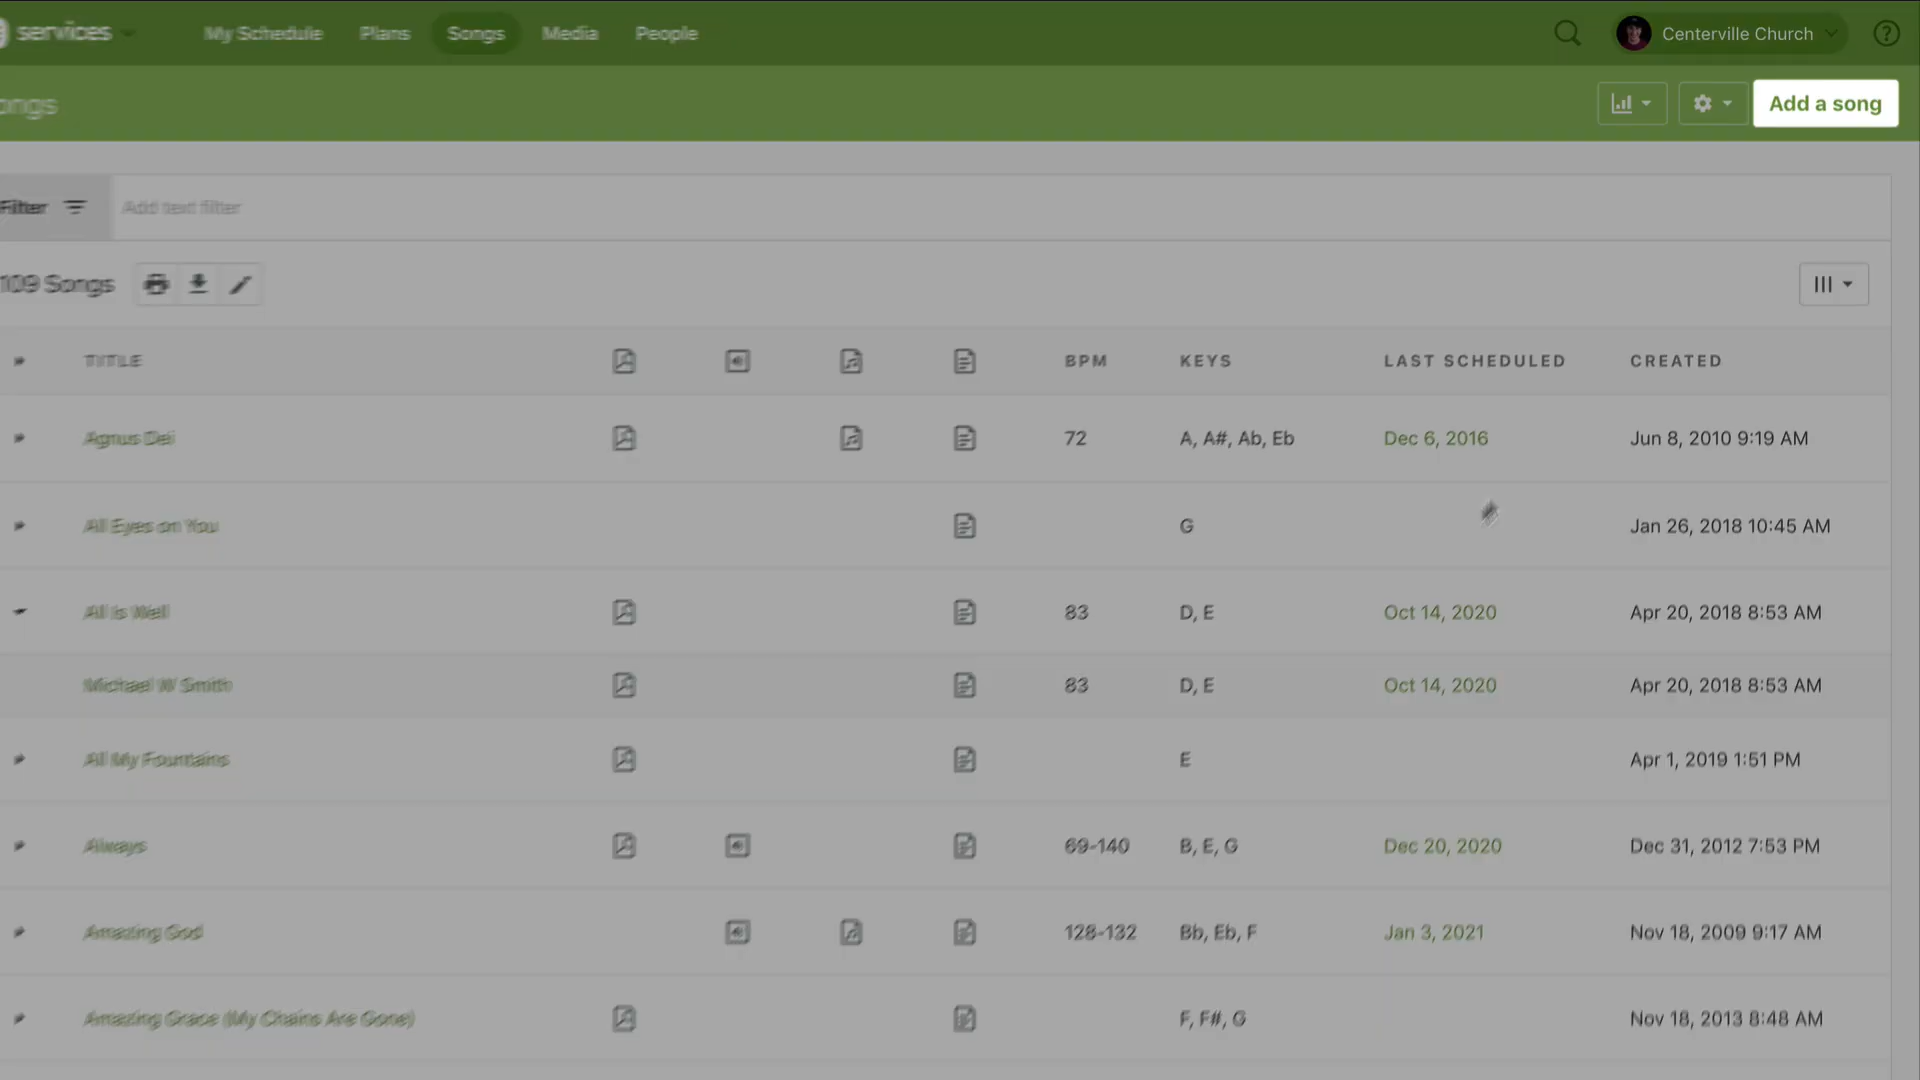 services My Schedule Plans Songs Media People Centerville Church ?
ongs Add a song
Filter Add text filter
109 Songs
TITLE BPM KEYS LAST SCHEDULED CREATED
Agnus Dei 72 A, A#, Ab, Eb Dec 6, 2016 Jun 8, 2010 9:19 AM
All Eyes on You G Jan 26, 2018 10:45 AM
All Is Well 83 D, E Oct 14, 2020 Apr 20, 2018 8:53 AM
Michael W Smith 83 D, E Oct 14, 2020 Apr 20, 2018 8:53 AM
All My Fountains E Apr 1, 2019 1:51 PM
Always 69-140 B, E, G Dec 20, 2020 Dec 31, 2012 7:53 PM
Amazing God 128-132 Bb, Eb, F Jan 3, 2021 Nov 18, 2009 9:17 AM
Amazing Grace (My Chains Are Gone) F, F#, G Nov 18, 2013 8:48 AM